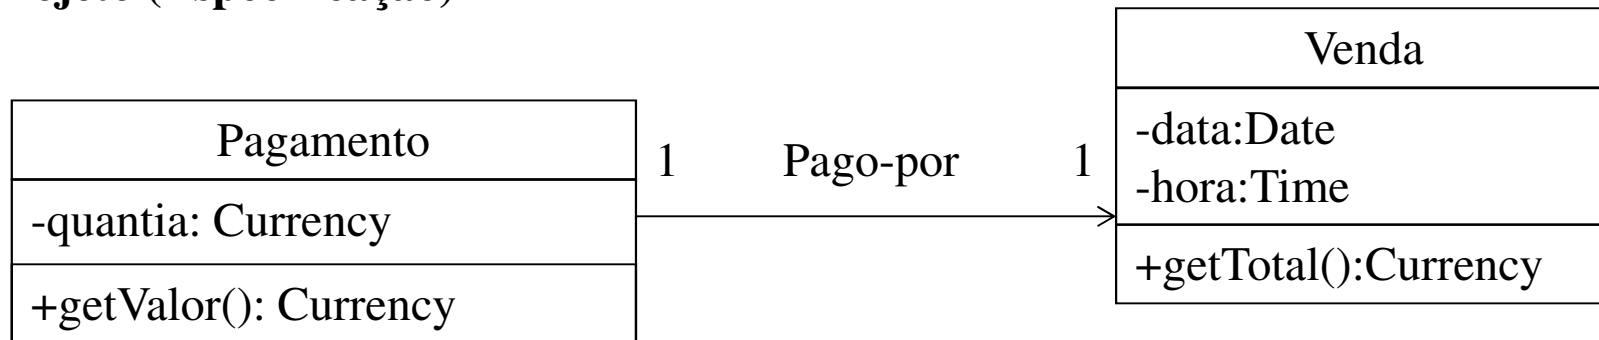 Pagamento
-quantia: Currency
+getValor(): Currency
1 Pago-por 1
Venda
-data:Date
-hora:Time
+getTotal():Currency